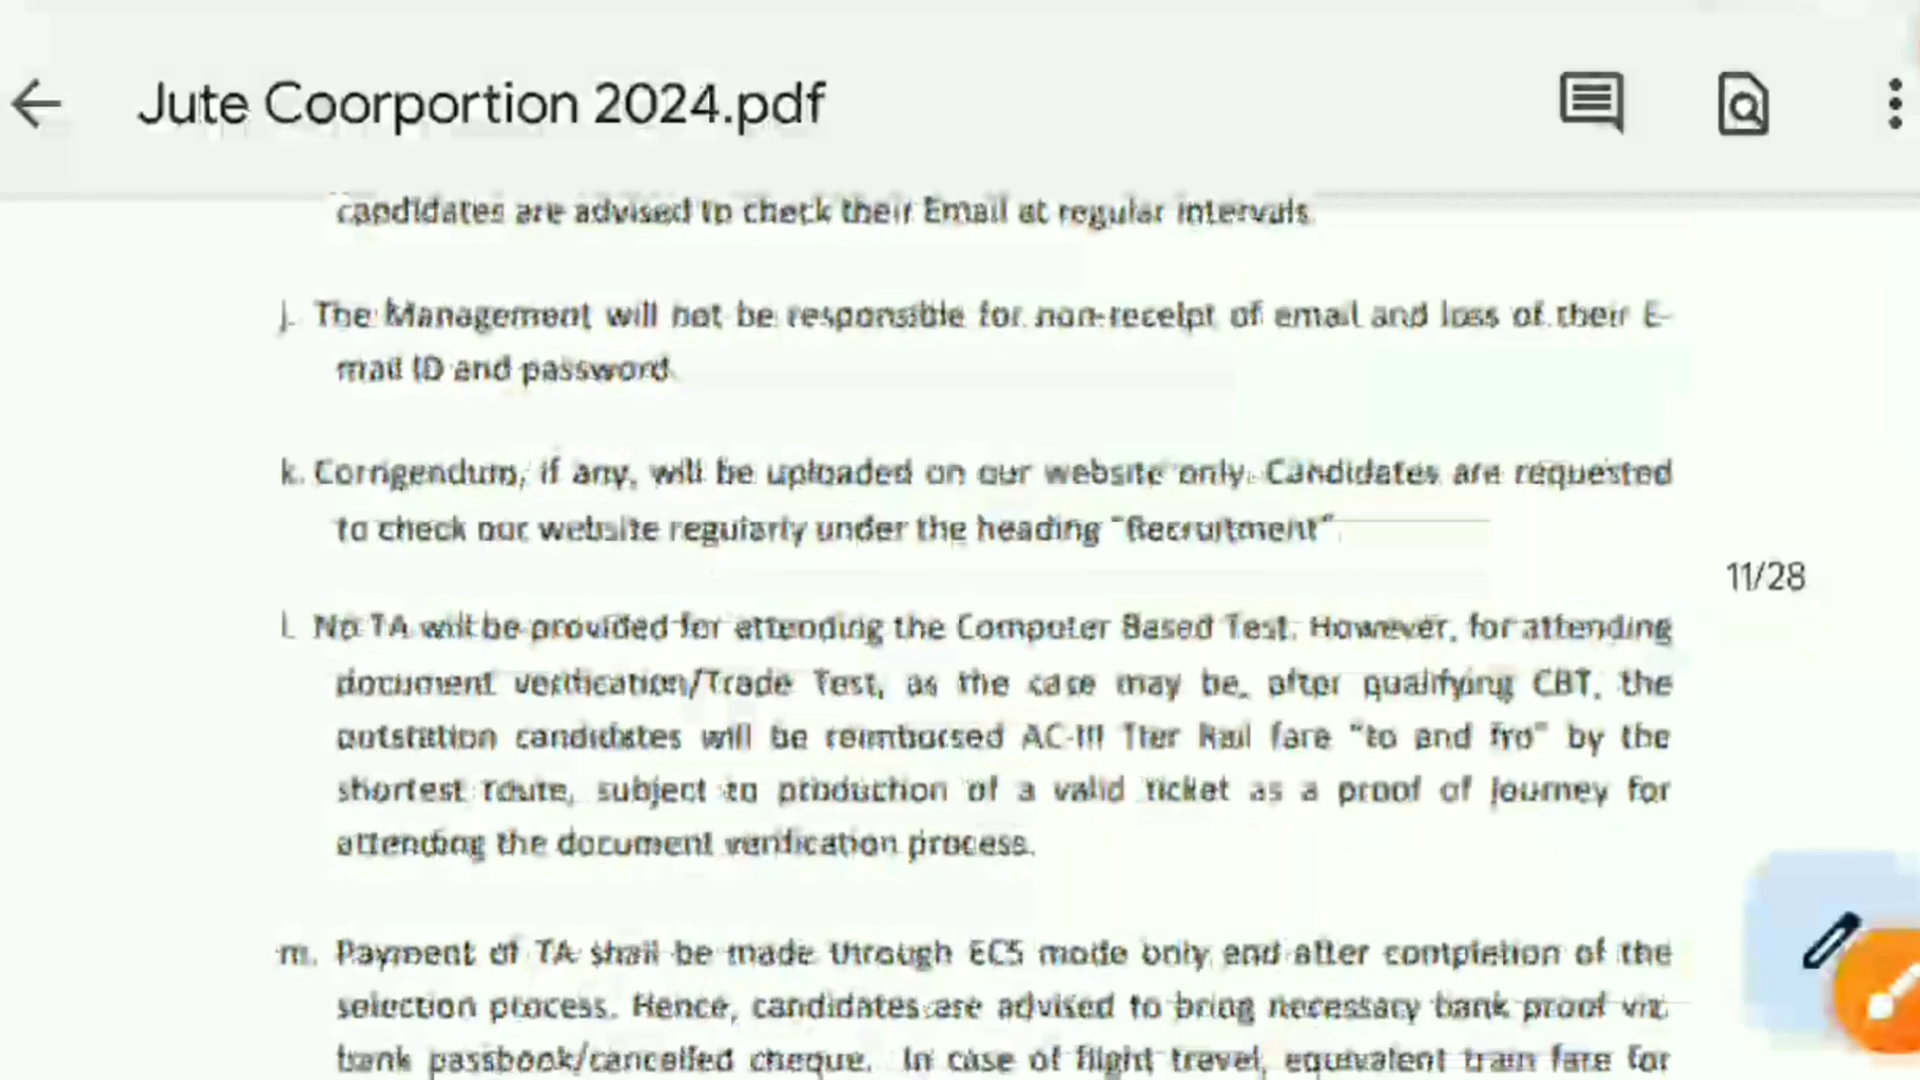 Jute Coorportion 2024.pdf
candidates are advised to check their Email at regular intervals.
j. The Management will not be responsible for non-receipt of email and loss of their E-
mail ID and password.
k. Corrigendum, if any, will be uploaded on our website only. Candidates are requested
to check our website regularly under the heading "Recruitment".
11/28
l. No TA will be provided for attending the Computer Based Test. However, for attending
document verification/Trade Test, as the case may be, after qualifying CBT, the
outstation candidates will be reimbursed AC-III Tier Rail fare "to and fro" by the
shortest route, subject to production of a valid ticket as a proof of journey for
attending the document verification process.
m. Payment of TA shall be made through ECS mode only and after completion of the
selection process. Hence, candidates are advised to bring necessary bank proof viz.
bank passbook/cancelled cheque. In case of flight travel, equivalent train fare for